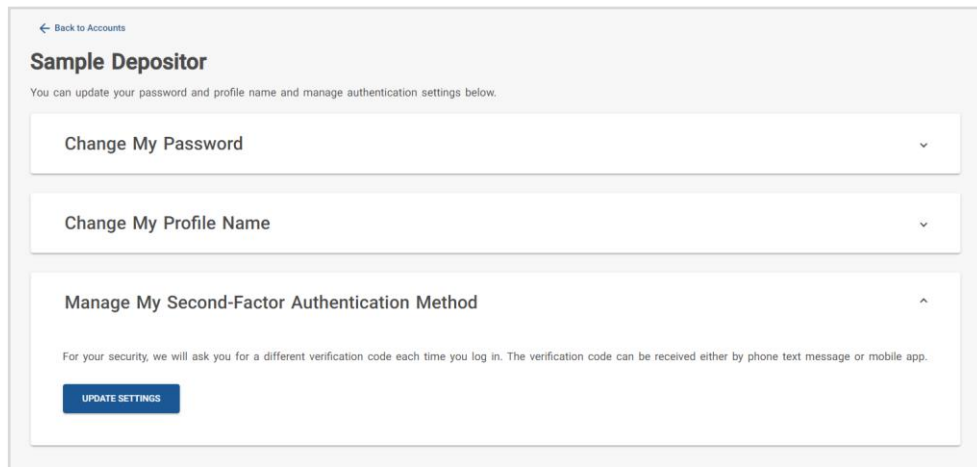 Back to Accounts
Sample Depositor
You can update your password and profile name and manage authentication settings below.
Change My Password
Change My Profile Name
Manage My Second-Factor Authentication Method
For your security, we will ask you for a different verification code each time you log in. The verification code can be received either by phone text message or mobile app.
UPDATE SETTINGS